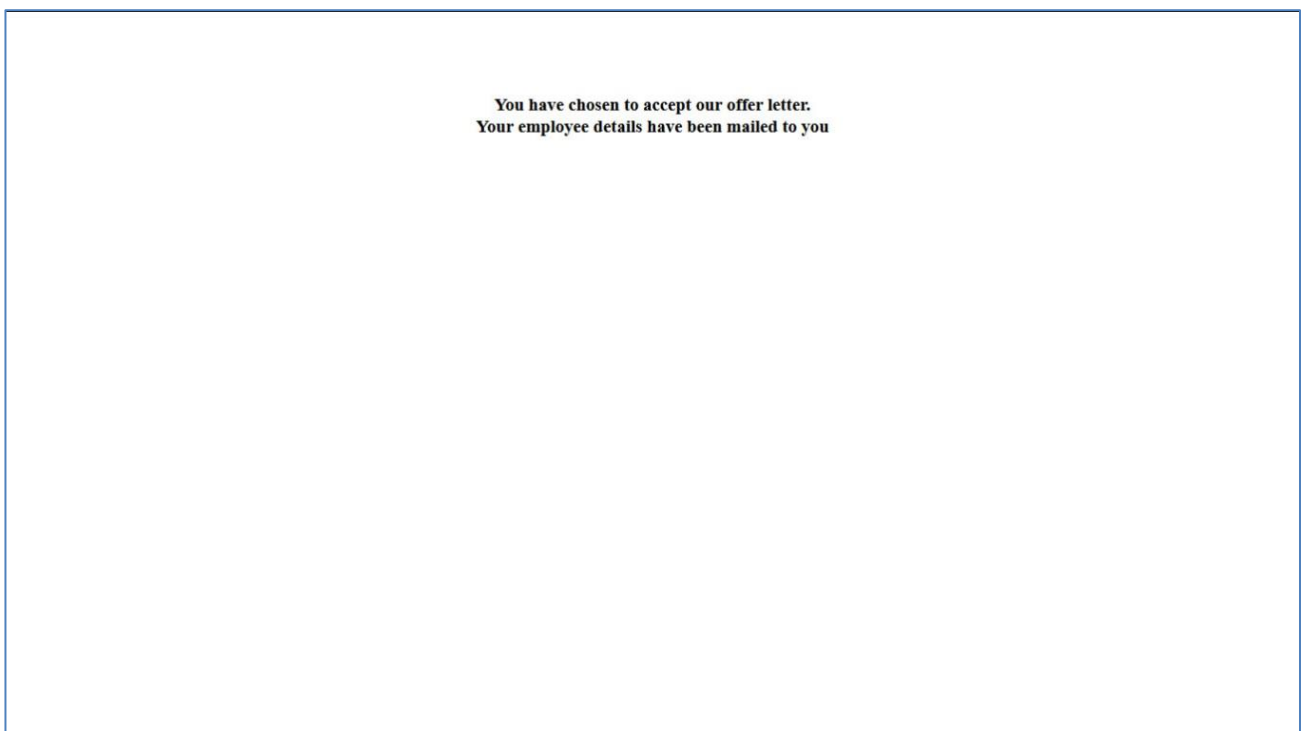 You have chosen to accept our offer letter.
Your employee details have been mailed to you